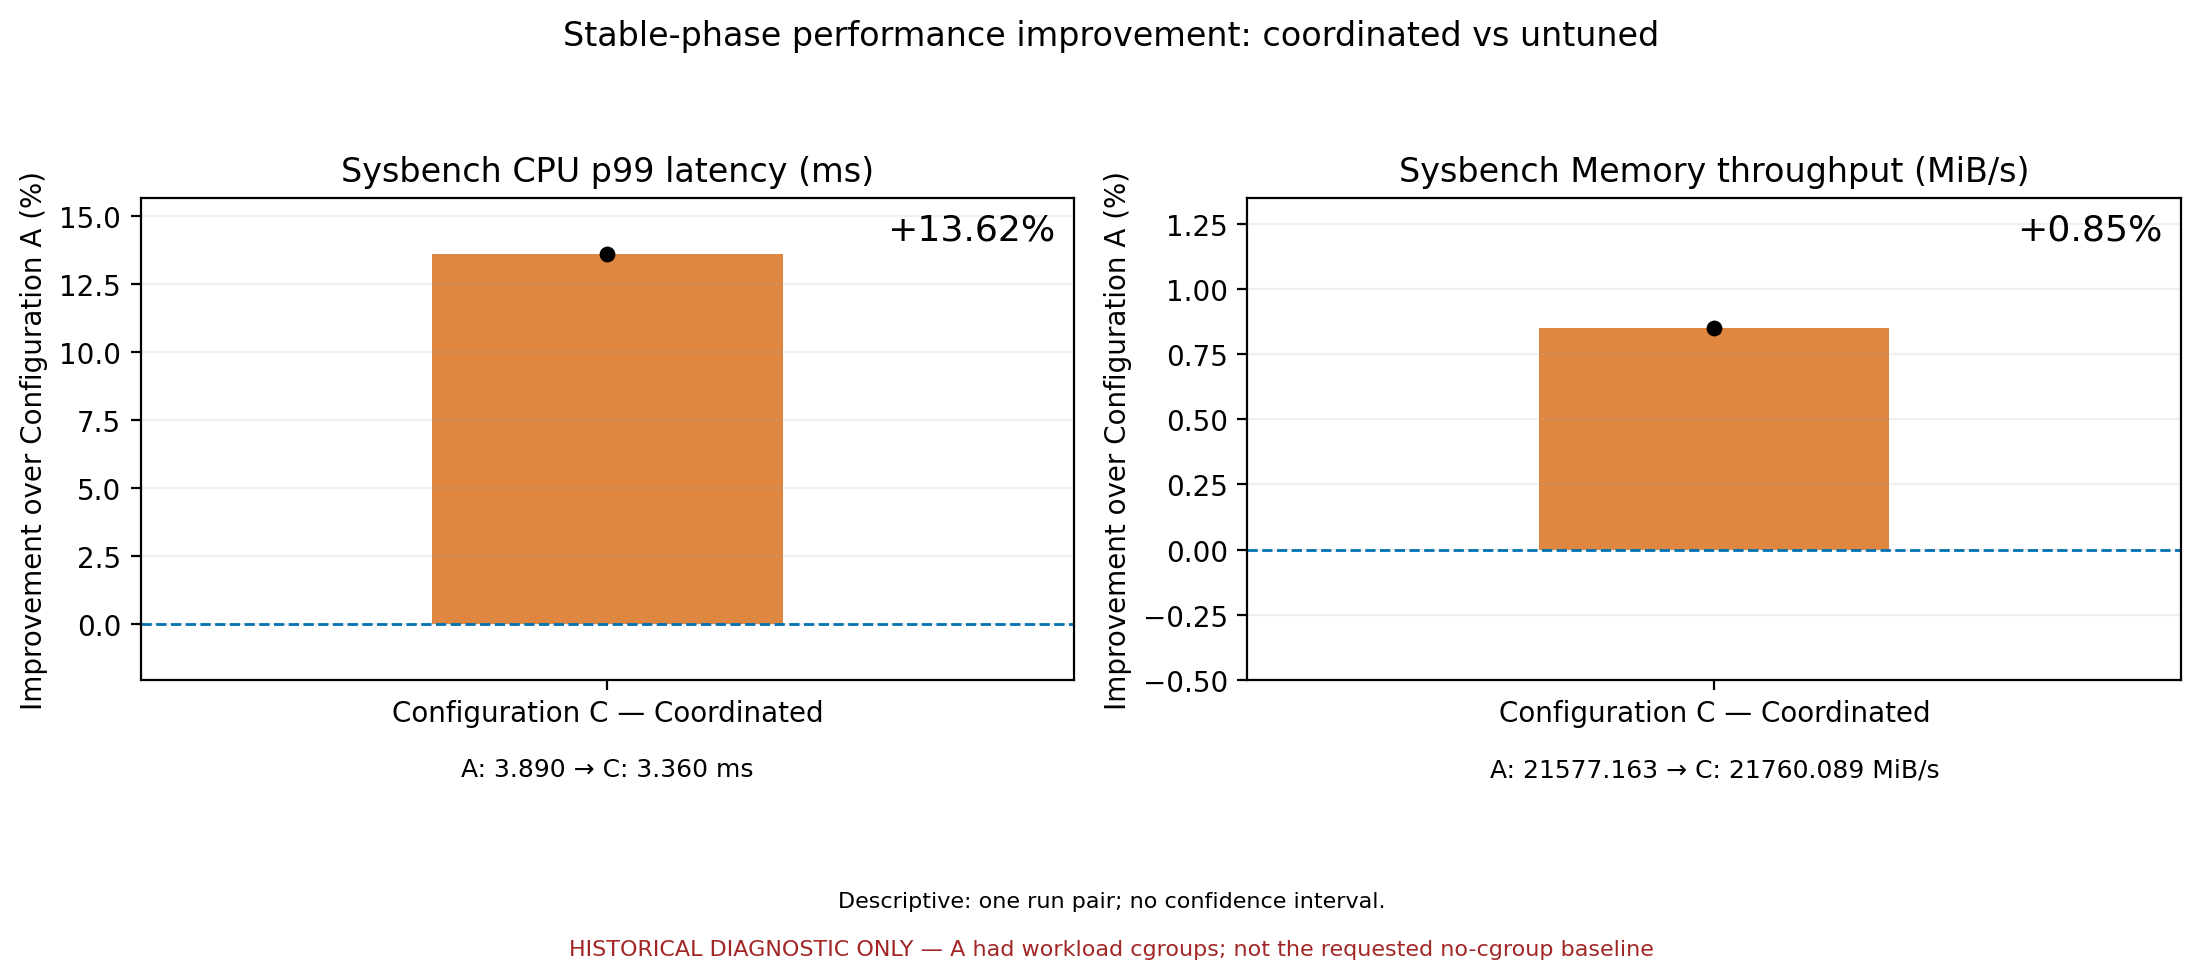 Stable-phase performance improvement: coordinated vs untuned
Sysbench CPU p99 latency (ms)
Improvement over Configuration A (%)
15.0
12.5
10.0
7.5
5.0
2.5
0.0
+13.62%
Configuration C — Coordinated
A: 3.890 → C: 3.360 ms
Sysbench Memory throughput (MiB/s)
Improvement over Configuration A (%)
1.25
1.00
0.75
0.50
0.25
0.00
−0.25
−0.50
+0.85%
Configuration C — Coordinated
A: 21577.163 → C: 21760.089 MiB/s
Descriptive: one run pair; no confidence interval.
HISTORICAL DIAGNOSTIC ONLY — A had workload cgroups; not the requested no-cgroup baseline